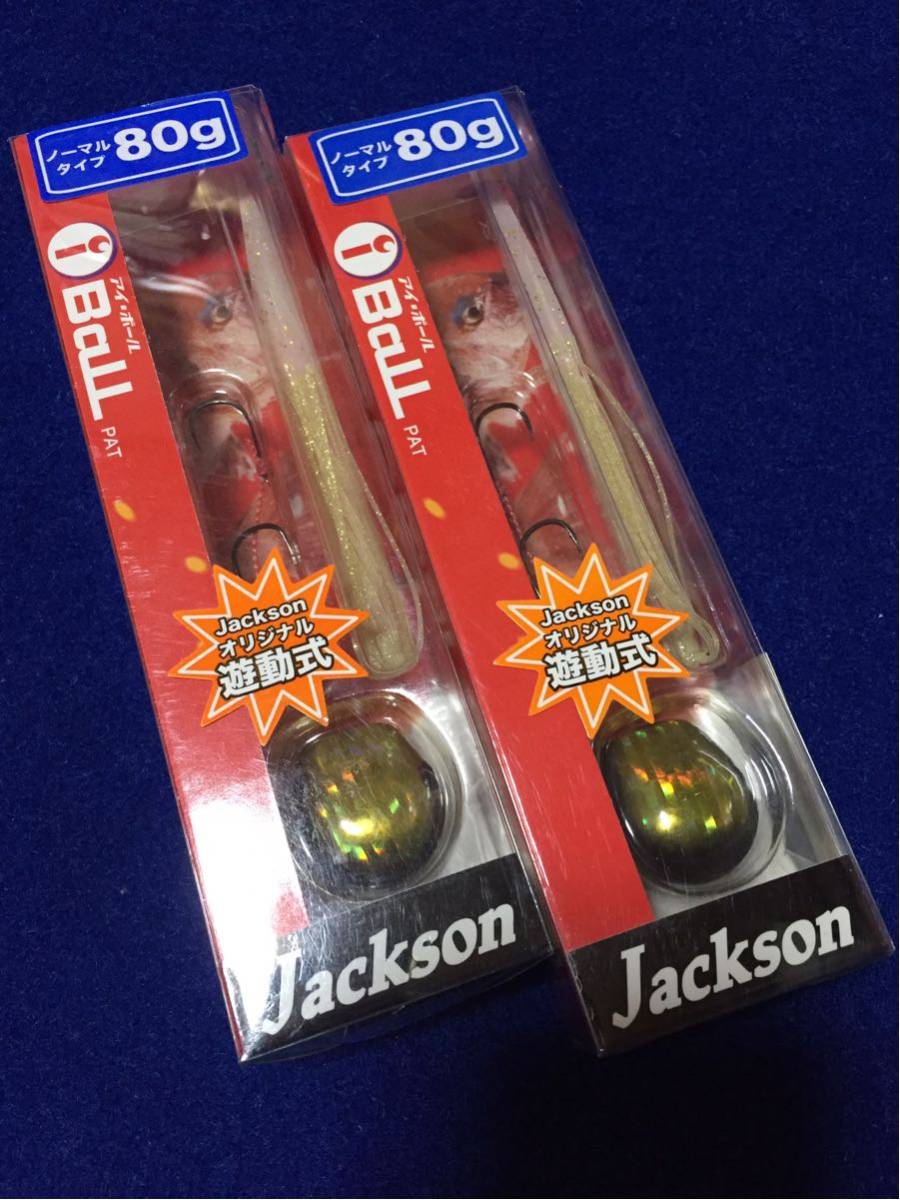 ノーマル
タイプ 80g
i Ball
アイ・ボール
PAT
Jackson
オリジナル
遊動式
Jackson
ノーマル
タイプ 80g
i Ball
アイ・ボール
PAT
Jackson
オリジナル
遊動式
Jackson